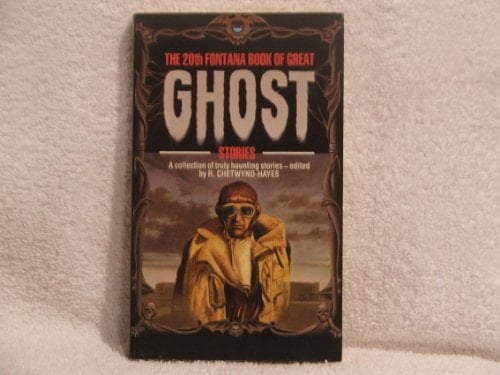 THE 20th FONTANA BOOK OF GREAT
GHOST
STORIES
A collection of truly haunting stories – edited
by R. CHETWYND-HAYES